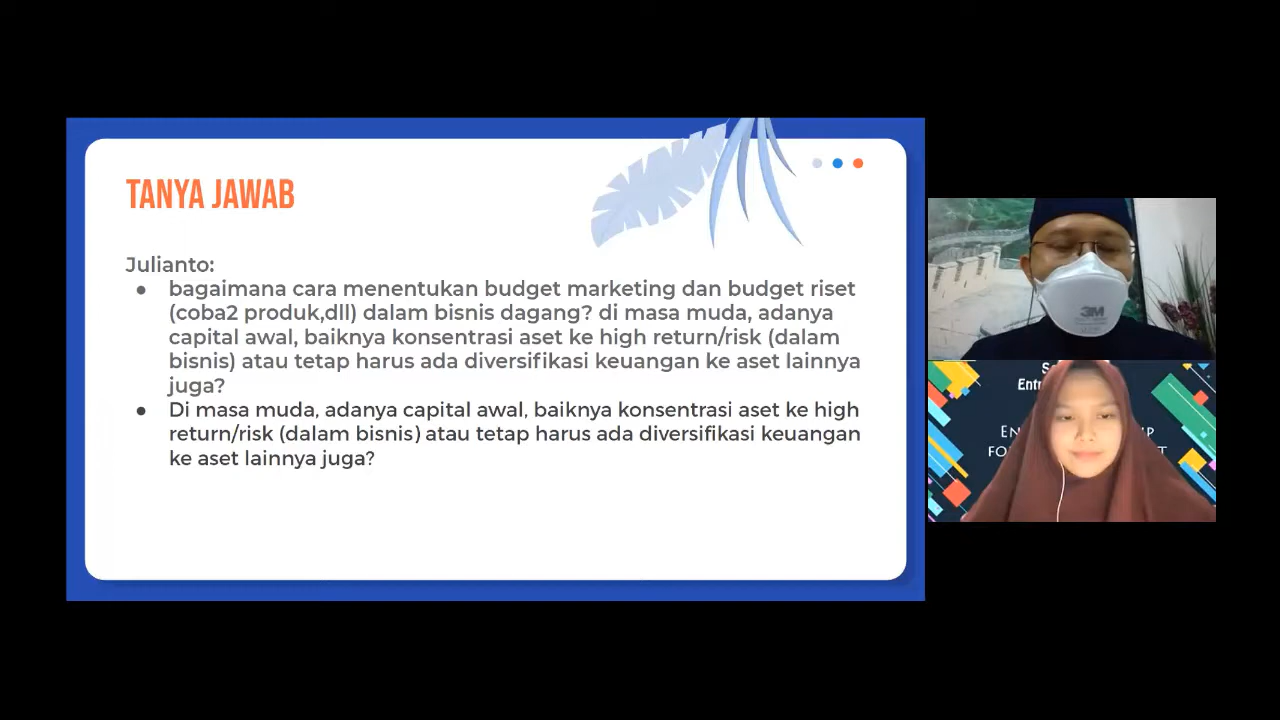 TANYA JAWAB
Julianto:
● bagaimana cara menentukan budget marketing dan budget riset
(coba2 produk,dll) dalam bisnis dagang? di masa muda, adanya
capital awal, baiknya konsentrasi aset ke high return/risk (dalam
bisnis) atau tetap harus ada diversifikasi keuangan ke aset lainnya
juga?
● Di masa muda, adanya capital awal, baiknya konsentrasi aset ke high
return/risk (dalam bisnis) atau tetap harus ada diversifikasi keuangan
ke aset lainnya juga?
3M